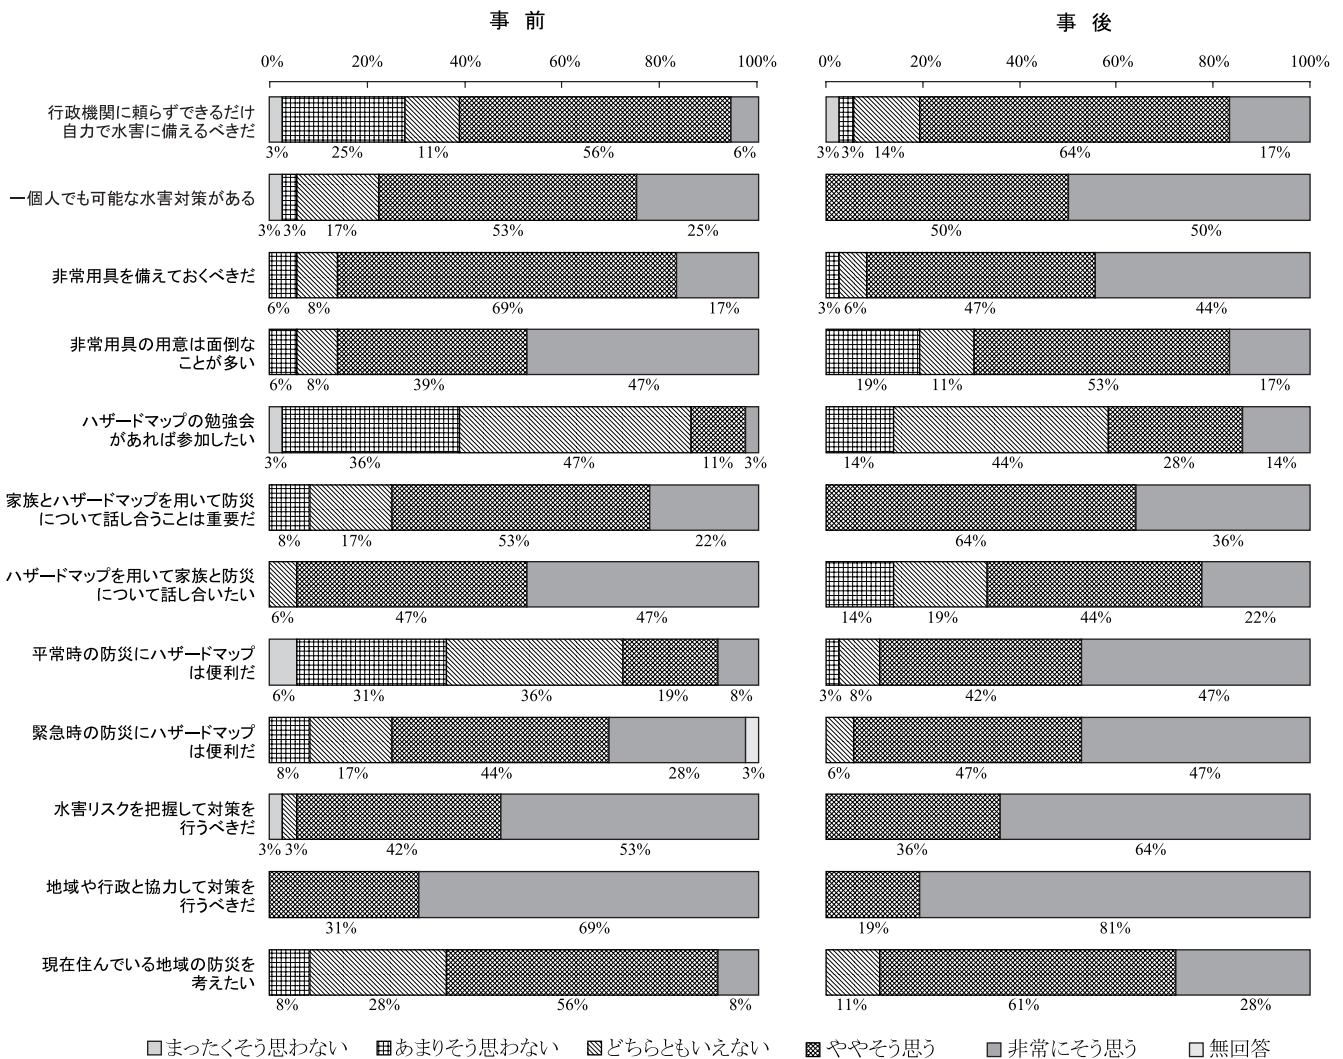 事 前
事 後
0% 20% 40% 60% 80% 100%
0% 20% 40% 60% 80% 100%
行政機関に頼らずできるだけ
自力で水害に備えるべきだ
3% 25% 11% 56% 6%
3% 3% 14% 64% 17%
一個人でも可能な水害対策がある
3% 3% 17% 53% 25%
50% 50%
非常用具を備えておくべきだ
6% 8% 69% 17%
3% 6% 47% 44%
非常用具の用意は面倒な
ことが多い
6% 8% 39% 47%
19% 11% 53% 17%
ハザードマップの勉強会
があれば参加したい
3% 36% 47% 11% 3%
14% 44% 28% 14%
家族とハザードマップを用いて防災
について話し合うことは重要だ
8% 17% 53% 22%
64% 36%
ハザードマップを用いて家族と防災
について話し合いたい
6% 47% 47%
14% 19% 44% 22%
平常時の防災にハザードマップ
は便利だ
6% 31% 36% 19% 8%
3% 8% 42% 47%
緊急時の防災にハザードマップ
は便利だ
8% 17% 44% 28% 3%
6% 47% 47%
水害リスクを把握して対策を
行うべきだ
3% 3% 42% 53%
36% 64%
地域や行政と協力して対策を
行うべきだ
31% 69%
19% 81%
現在住んでいる地域の防災を
考えたい
8% 28% 56% 8%
11% 61% 28%
まったくそう思わない あまりそう思わない どちらともいえない ややそう思う 非常にそう思う 無回答